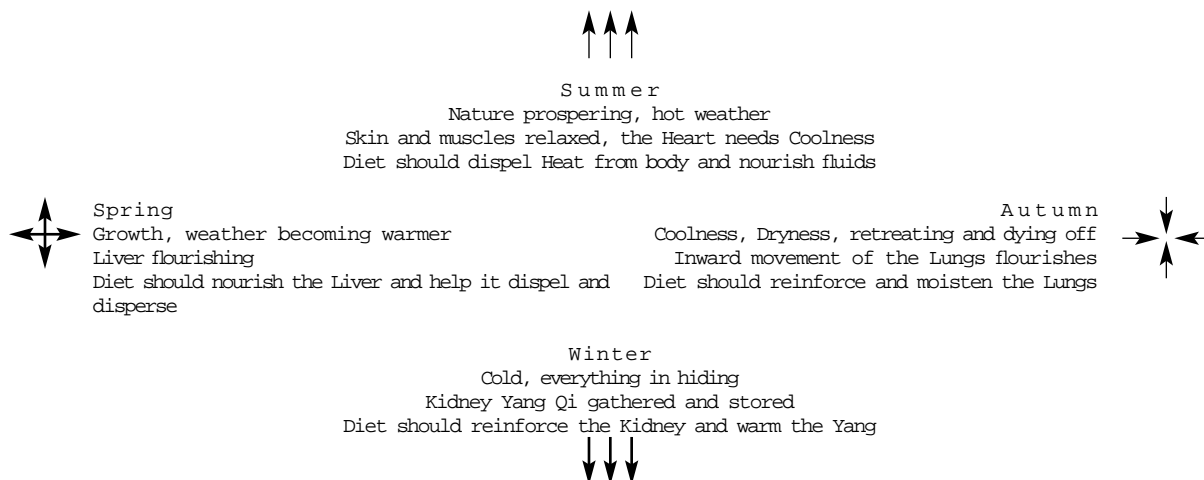 Summer
Nature prospering, hot weather
Skin and muscles relaxed, the Heart needs Coolness
Diet should dispel Heat from body and nourish fluids
Spring
Growth, weather becoming warmer
Liver flourishing
Diet should nourish the Liver and help it dispel and
disperse
Autumn
Coolness, Dryness, retreating and dying off
Inward movement of the Lungs flourishes
Diet should reinforce and moisten the Lungs
Winter
Cold, everything in hiding
Kidney Yang Qi gathered and stored
Diet should reinforce the Kidney and warm the Yang